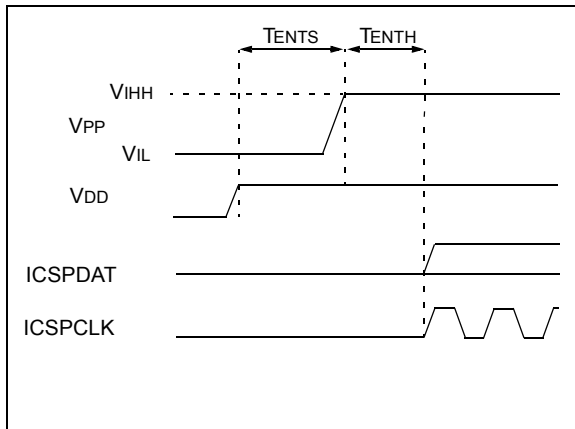 TENTS TENTH
VIHH
VPP
VIL
VDD
ICSPDAT
ICSPCLK